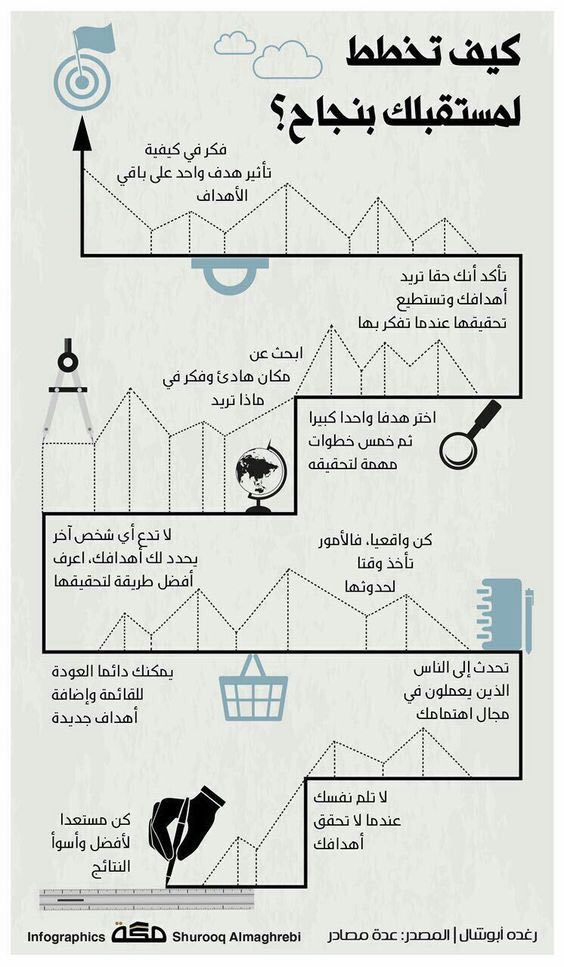 كيف تخطط
لمستقبلك بنجاح؟
فكر في كيفية
تأثير هدف واحد على باقي
الأهداف
تأكد أنك حقا تريد
أهدافك وتستطيع
تحقيقها عندما تفكر بها
ابحث عن
مكان هادئ وفكر في
ماذا تريد
اختر هدفا واحدا كبيرا
ثم خمس خطوات
مهمة لتحقيقه
لا تدع أي شخص آخر
يحدد لك أهدافك، اعرف
أفضل طريقة لتحقيقها
كن واقعيا، فالأمور
تأخذ وقتا
لحدوثها
تحدث إلى الناس
الذين يعملون في
مجال اهتمامك
يمكنك دائما العودة
للقائمة وإضافة
أهداف جديدة
لا تلم نفسك
عندما لا تحقق
أهدافك
كن مستعدا
لأفضل وأسوأ
النتائج
رغده أبوشال | المصدر: عدة مصادر
Infographics مكة Shurooq Almaghrebi